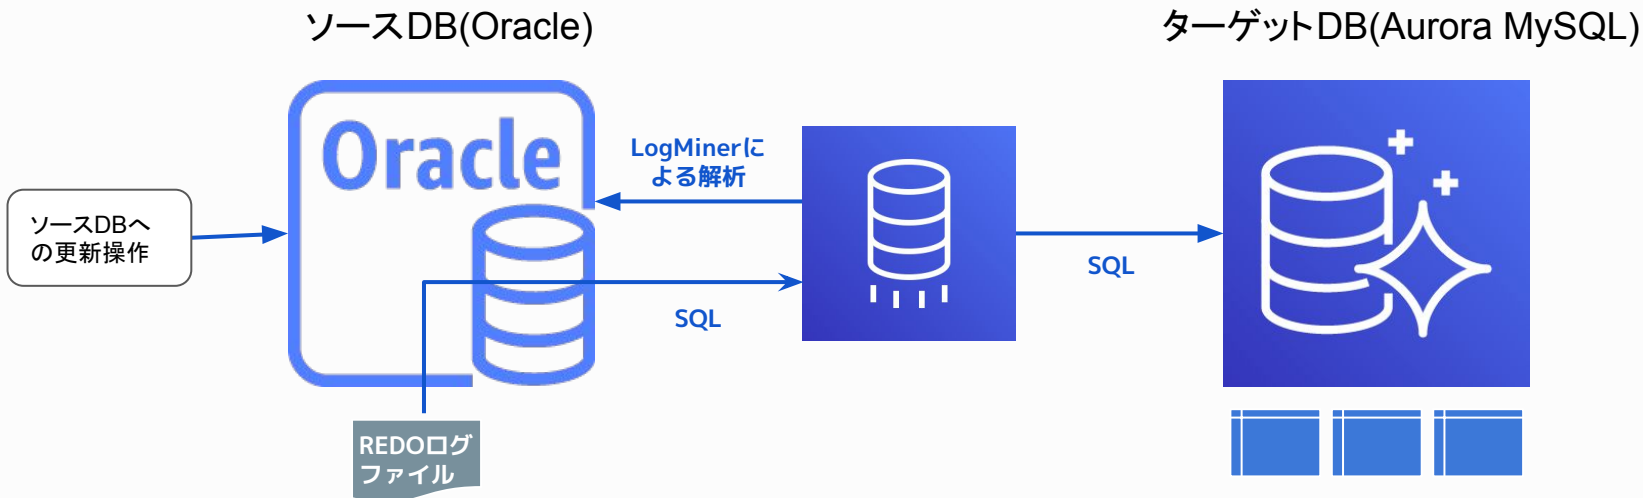 ソースDB(Oracle)
ターゲットDB(Aurora MySQL)
Oracle
LogMinerに
よる解析
ソースDBへ
の更新操作
SQL
SQL
REDOログ
ファイル